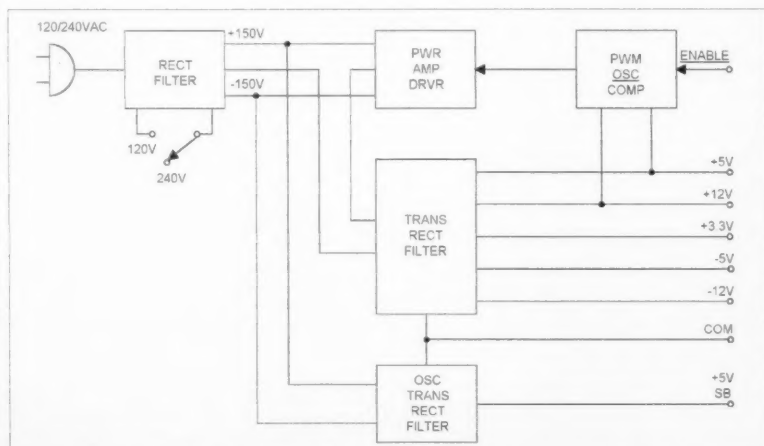 120/240VAC
RECT
FILTER
+150V
-150V
120V
240V
PWR
AMP
DRVR
PWM
OSC
COMP
ENABLE
TRANS
RECT
FILTER
+5V
+12V
+3.3V
-5V
-12V
COM
OSC
TRANS
RECT
FILTER
+5V
SB